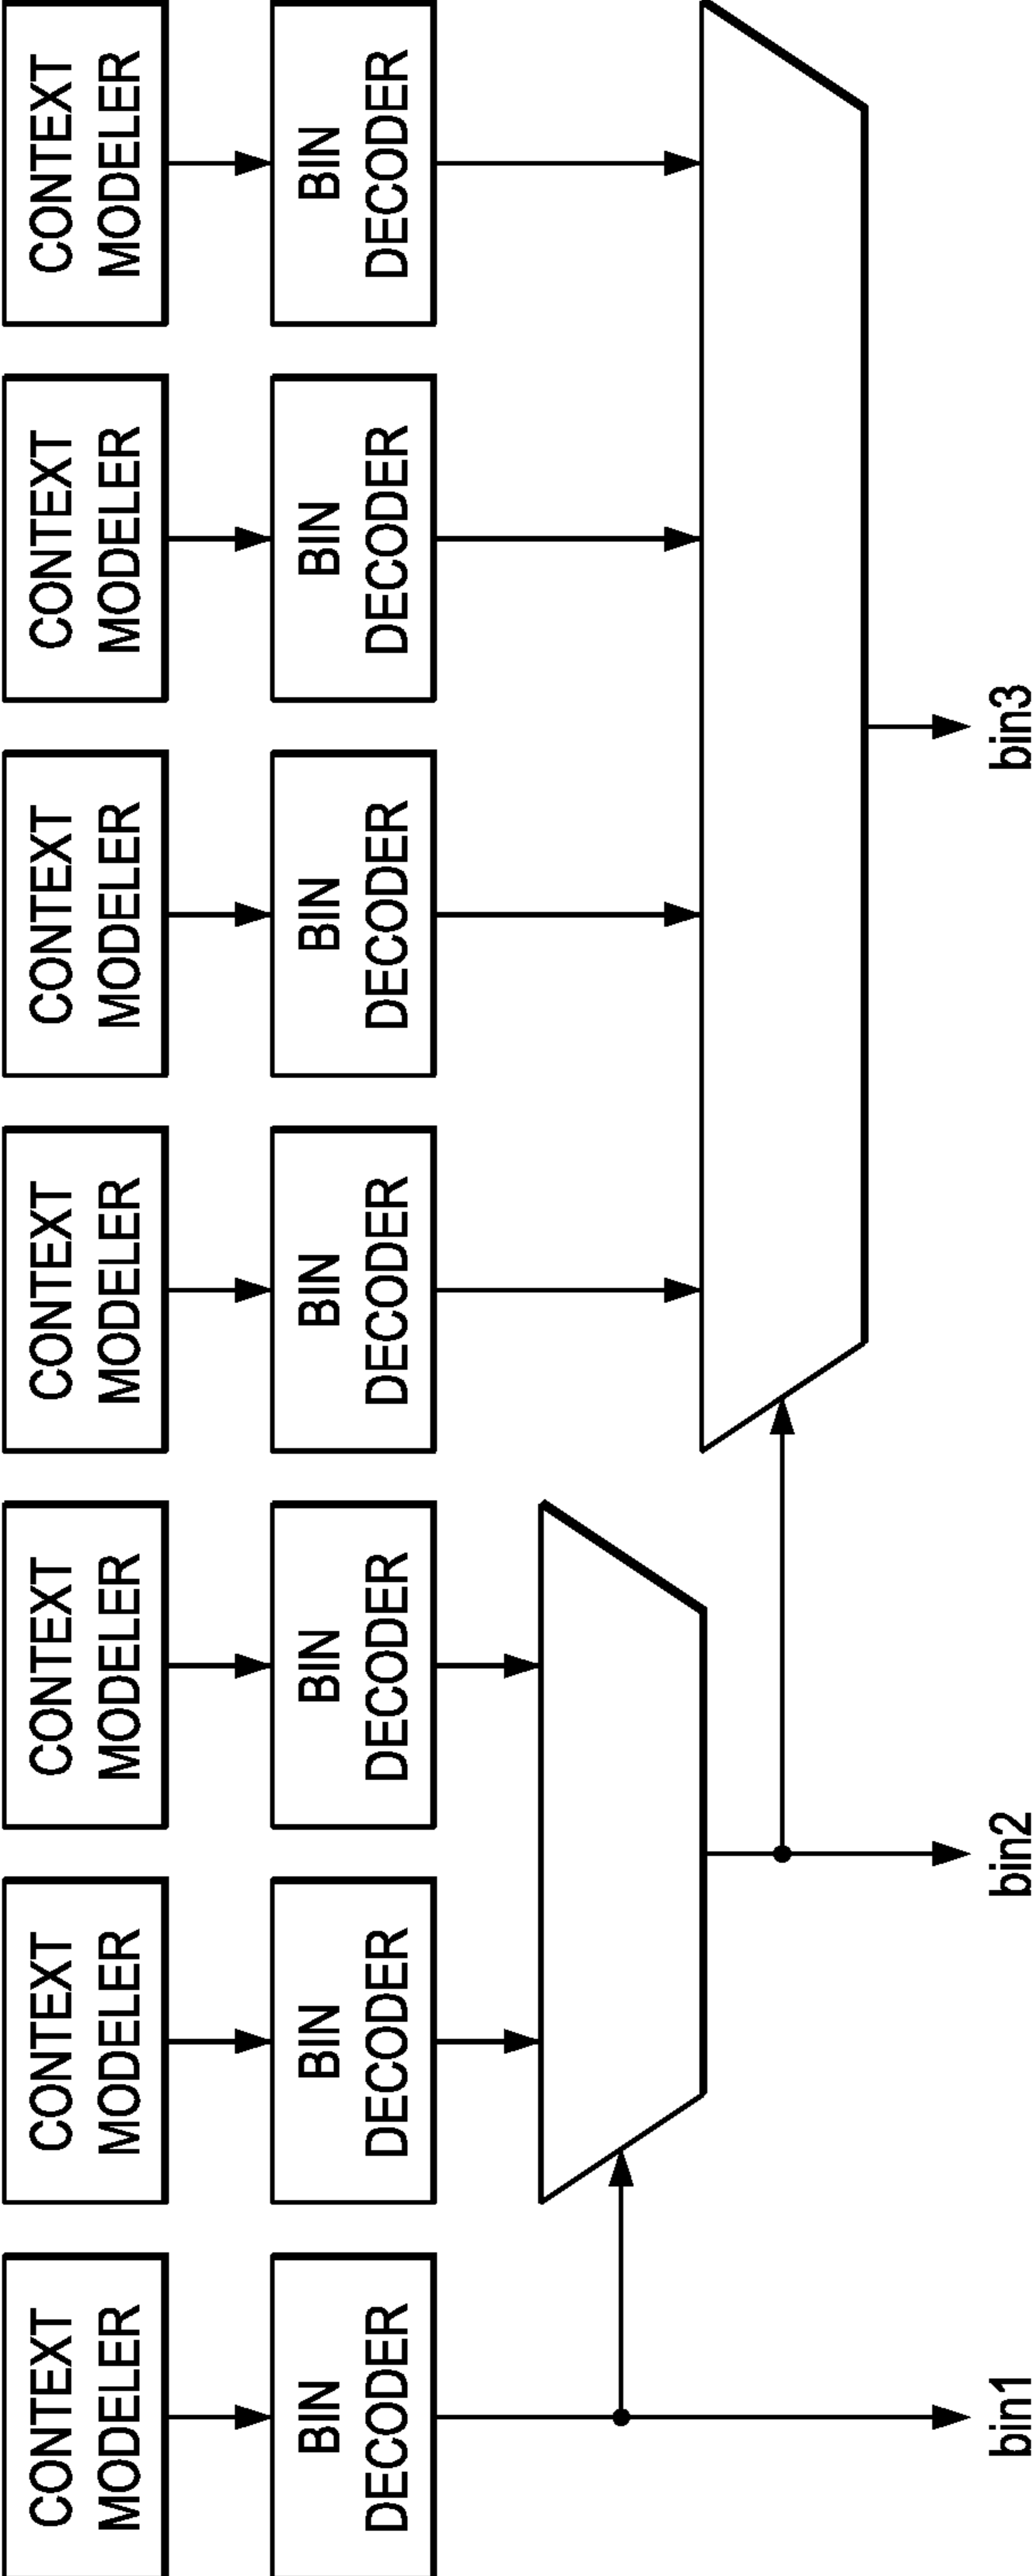 CONTEXT
MODELER
CONTEXT
MODELER
CONTEXT
MODELER
CONTEXT
MODELER
CONTEXT
MODELER
CONTEXT
MODELER
CONTEXT
MODELER
BIN
DECODER
BIN
DECODER
BIN
DECODER
BIN
DECODER
BIN
DECODER
BIN
DECODER
BIN
DECODER
bin1
bin2
bin3